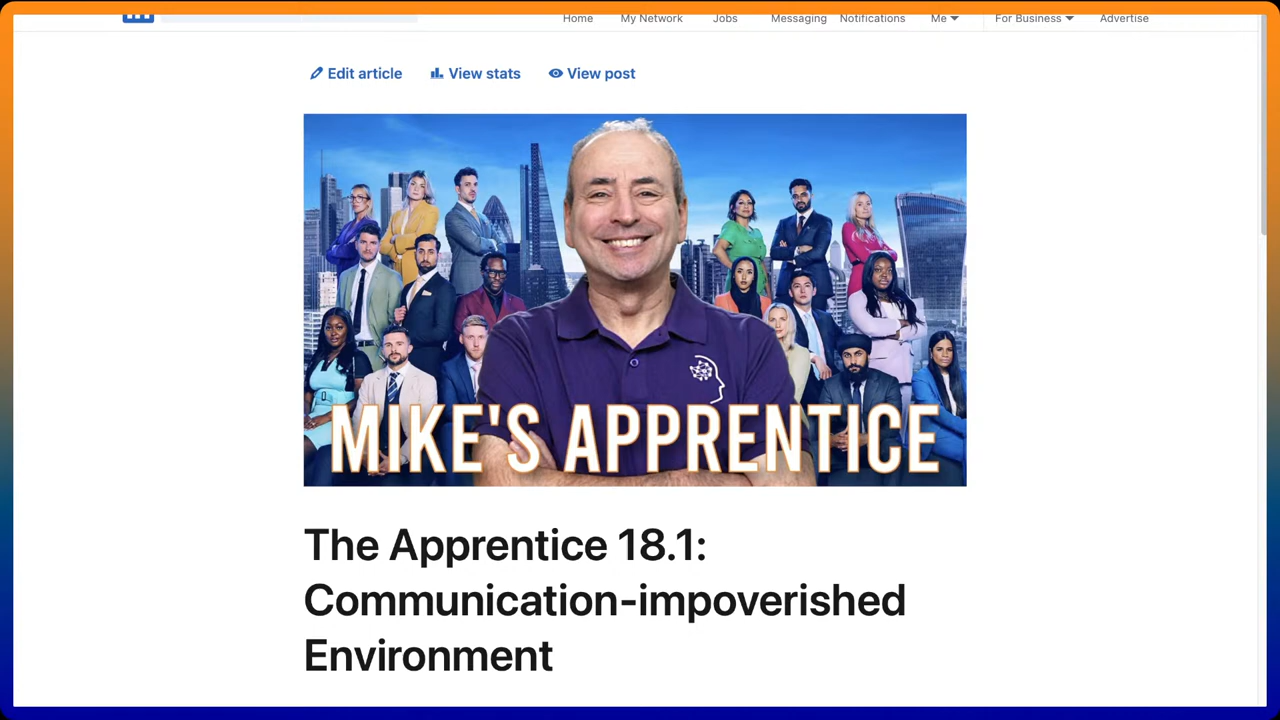 Home My Network Jobs Messaging Notifications Me For Business Advertise
Edit article View stats View post
MIKE'S APPRENTICE
The Apprentice 18.1:
Communication-impoverished
Environment